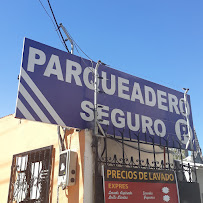 PARQUEADERO
SEGURO P
PRECIOS DE LAVADO
EXPRES